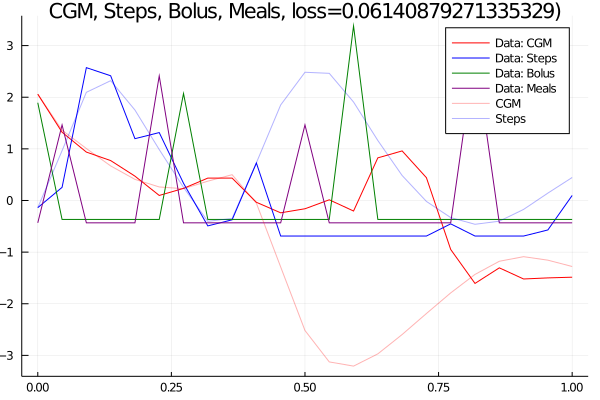 CGM, Steps, Bolus, Meals, loss=0.06140879271335329)
Data: CGM
Data: Steps
Data: Bolus
Data: Meals
CGM
Steps
3
2
1
0
−1
−2
−3
0.00 0.25 0.50 0.75 1.00